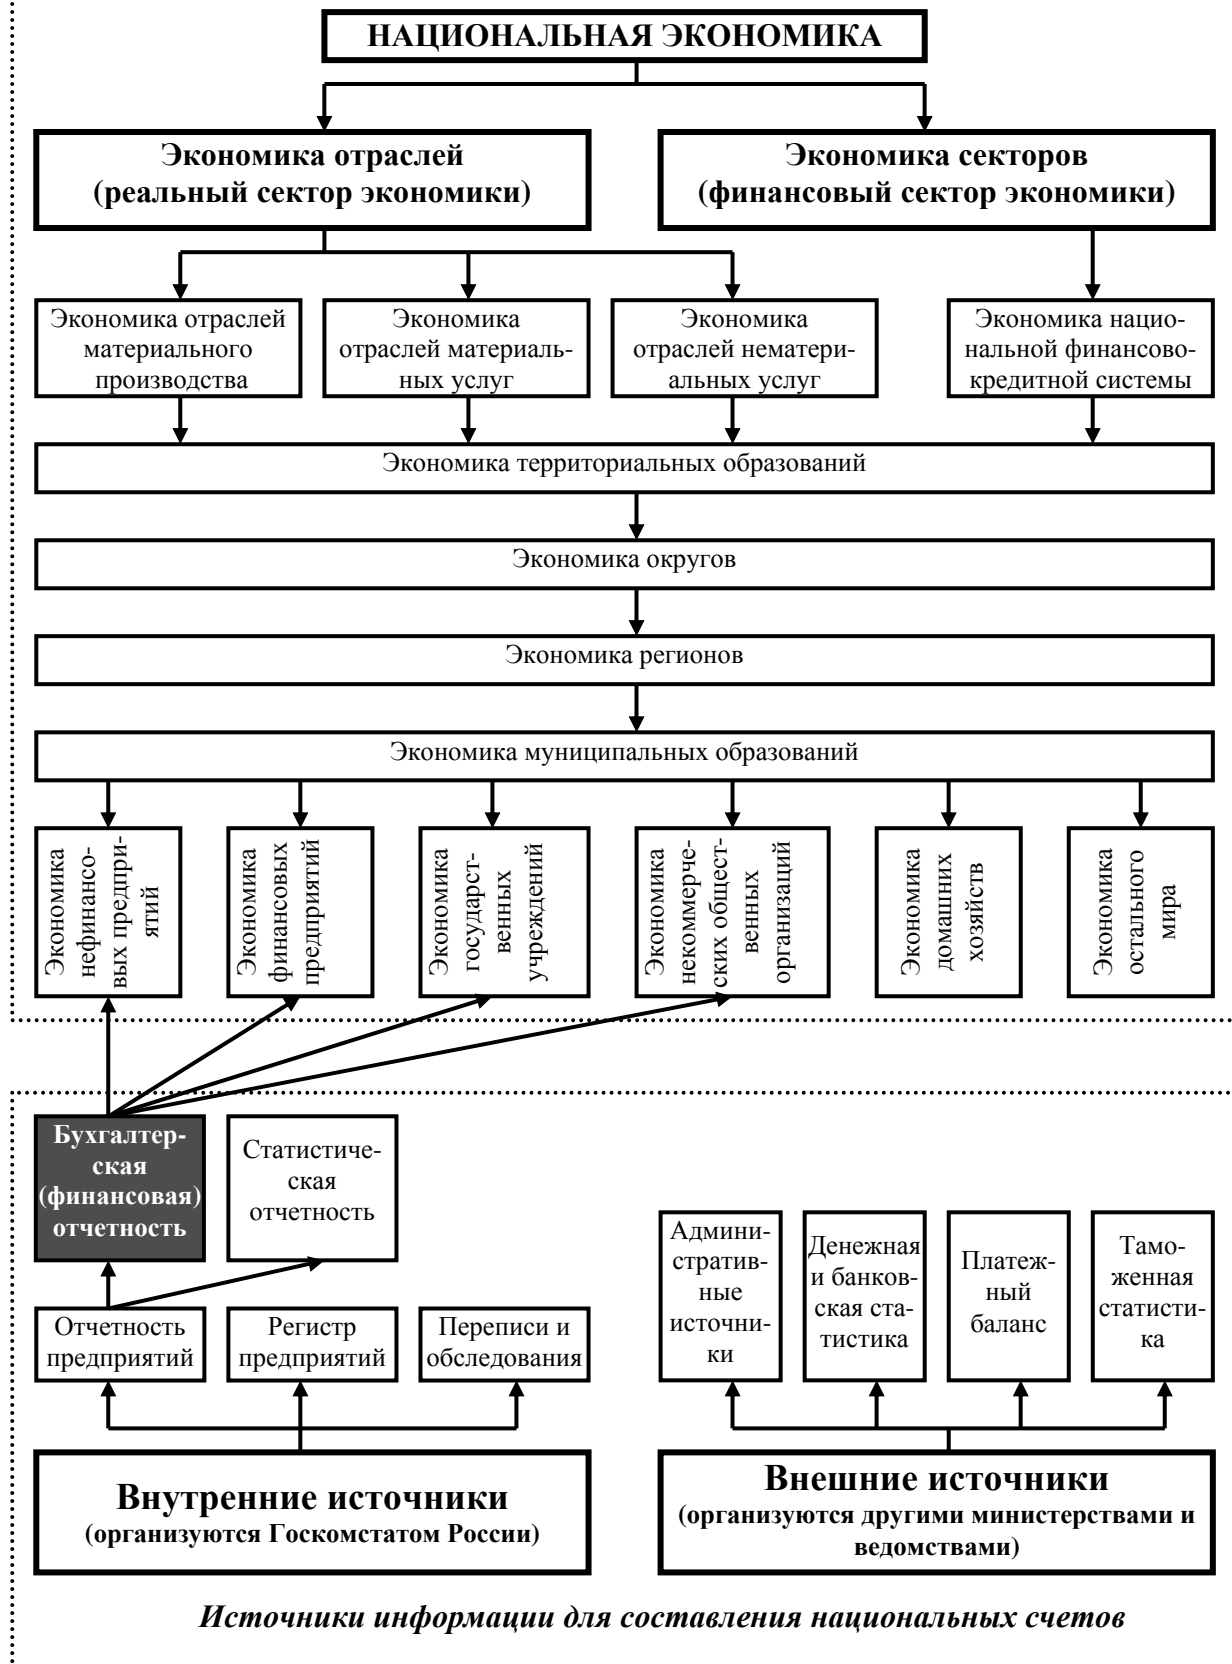 НАЦИОНАЛЬНАЯ ЭКОНОМИКА
Экономика отраслей
(реальный сектор экономики)
Экономика секторов
(финансовый сектор экономики)
Экономика отраслей
материального
производства
Экономика
отраслей материаль-
ных услуг
Экономика
отраслей нематери-
альных услуг
Экономика нацио-
нальной финансово-
кредитной системы
Экономика территориальных образований
Экономика округов
Экономика регионов
Экономика муниципальных образований
Экономика
нефинансо-
вых предпри-
ятий
Экономика
финансовых
предприятий
Экономика
государст-
венных
учреждений
Экономика
некоммерче-
ских общест-
венных
организаций
Экономика
домашних
хозяйств
Экономика
остального
мира
Бухгалтер-
ская
(финансовая)
отчетность
Статистиче-
ская
отчетность
Отчетность
предприятий
Регистр
предприятий
Переписи и
обследования
Админи-
стратив-
ные
источни-
ки
Денежная
и банков-
ская ста-
тистика
Платеж-
ный
баланс
Тамо-
женная
статисти-
ка
Внутренние источники
(организуются Госкомстатом России)
Внешние источники
(организуются другими министерствами и
ведомствами)
Источники информации для составления национальных счетов